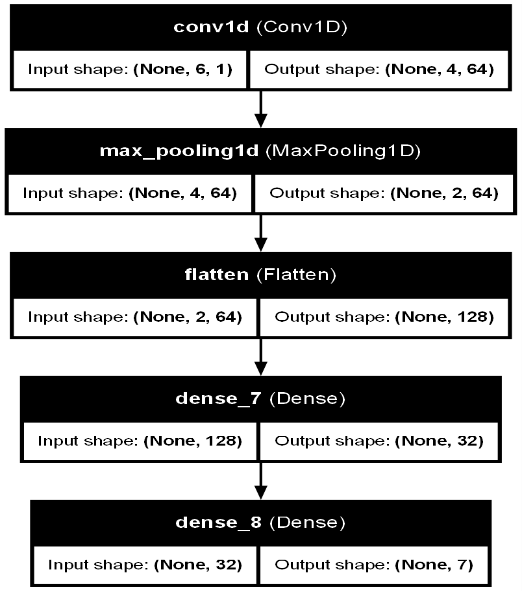 conv1d (Conv1D)
Input shape: (None, 6, 1) Output shape: (None, 4, 64)
max_pooling1d (MaxPooling1D)
Input shape: (None, 4, 64) Output shape: (None, 2, 64)
flatten (Flatten)
Input shape: (None, 2, 64) Output shape: (None, 128)
dense_7 (Dense)
Input shape: (None, 128) Output shape: (None, 32)
dense_8 (Dense)
Input shape: (None, 32) Output shape: (None, 7)